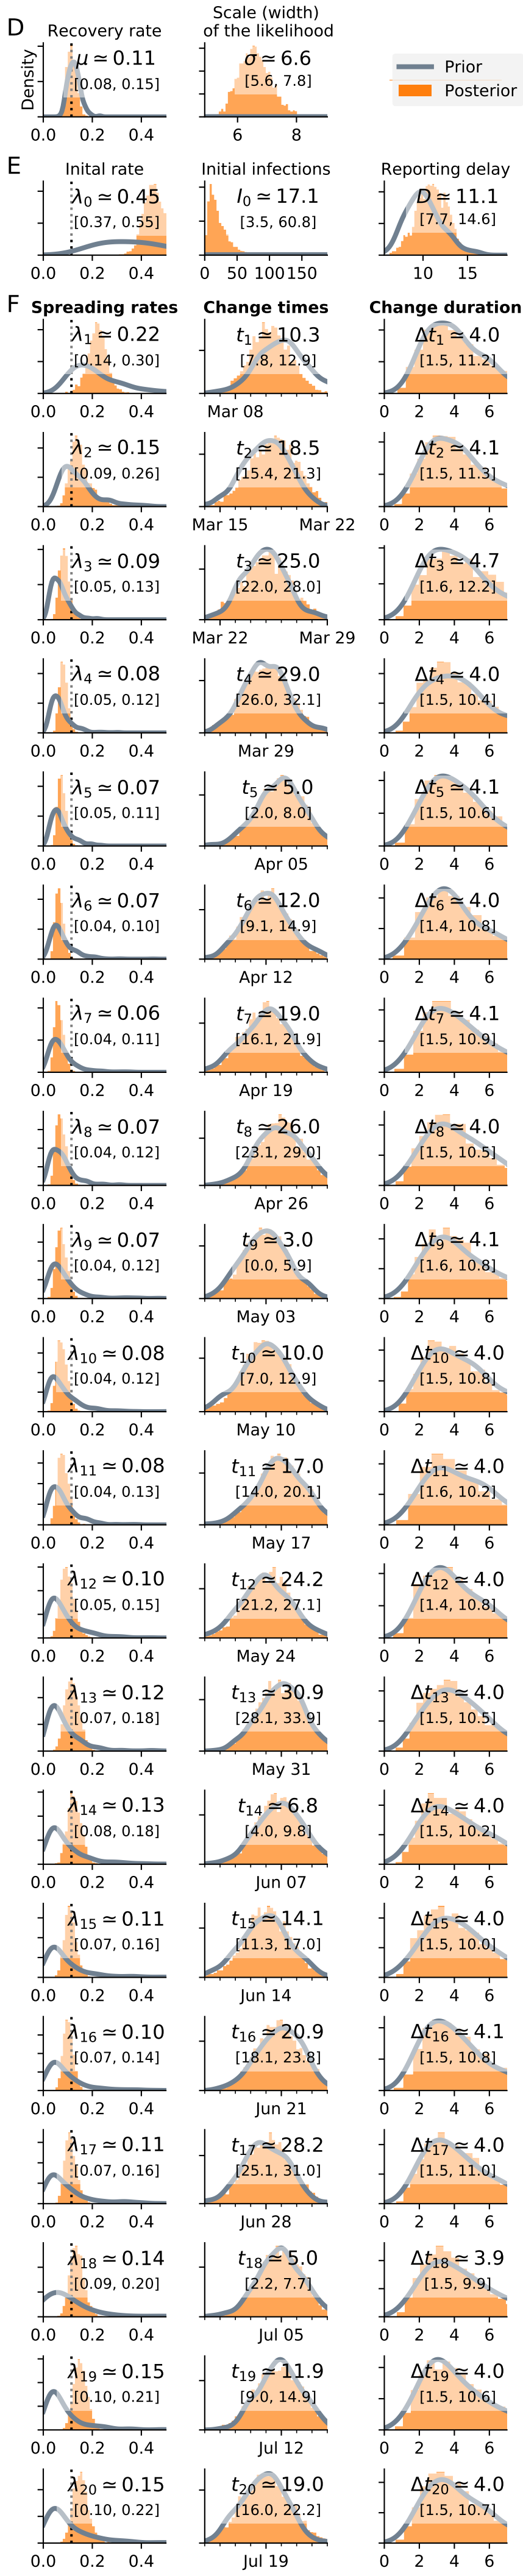 D
Recovery rate
Scale (width)
of the likelihood
Density
μ ≃ 0.11
[0.08, 0.15]
σ ≃ 6.6
[5.6, 7.8]
Prior
Posterior
0.0 0.2 0.4
6 8
E
Inital rate
Initial infections
Reporting delay
λ0 ≃ 0.45
[0.37, 0.55]
I0 ≃ 17.1
[3.5, 60.8]
D ≃ 11.1
[7.7, 14.6]
0.0 0.2 0.4
0 50 100 150
10 15
F
Spreading rates
Change times
Change duration
λ1 ≃ 0.22
[0.14, 0.30]
t1 ≃ 10.3
[7.8, 12.9]
Δt1 ≃ 4.0
[1.5, 11.2]
0.0 0.2 0.4
Mar 08
0 2 4 6
λ2 ≃ 0.15
[0.09, 0.26]
t2 ≃ 18.5
[15.4, 21.3]
Δt2 ≃ 4.1
[1.5, 11.3]
0.0 0.2 0.4
Mar 15 Mar 22
0 2 4 6
λ3 ≃ 0.09
[0.05, 0.13]
t3 ≃ 25.0
[22.0, 28.0]
Δt3 ≃ 4.7
[1.6, 12.2]
0.0 0.2 0.4
Mar 22 Mar 29
0 2 4 6
λ4 ≃ 0.08
[0.05, 0.12]
t4 ≃ 29.0
[26.0, 32.1]
Δt4 ≃ 4.0
[1.5, 10.4]
0.0 0.2 0.4
Mar 29
0 2 4 6
λ5 ≃ 0.07
[0.05, 0.11]
t5 ≃ 5.0
[2.0, 8.0]
Δt5 ≃ 4.1
[1.5, 10.6]
0.0 0.2 0.4
Apr 05
0 2 4 6
λ6 ≃ 0.07
[0.04, 0.10]
t6 ≃ 12.0
[9.1, 14.9]
Δt6 ≃ 4.0
[1.4, 10.8]
0.0 0.2 0.4
Apr 12
0 2 4 6
λ7 ≃ 0.06
[0.04, 0.11]
t7 ≃ 19.0
[16.1, 21.9]
Δt7 ≃ 4.1
[1.5, 10.9]
0.0 0.2 0.4
Apr 19
0 2 4 6
λ8 ≃ 0.07
[0.04, 0.12]
t8 ≃ 26.0
[23.1, 29.0]
Δt8 ≃ 4.0
[1.5, 10.5]
0.0 0.2 0.4
Apr 26
0 2 4 6
λ9 ≃ 0.07
[0.04, 0.12]
t9 ≃ 3.0
[0.0, 5.9]
Δt9 ≃ 4.1
[1.6, 10.8]
0.0 0.2 0.4
May 03
0 2 4 6
λ10 ≃ 0.08
[0.04, 0.12]
t10 ≃ 10.0
[7.0, 12.9]
Δt10 ≃ 4.0
[1.5, 10.8]
0.0 0.2 0.4
May 10
0 2 4 6
λ11 ≃ 0.08
[0.04, 0.13]
t11 ≃ 17.0
[14.0, 20.1]
Δt11 ≃ 4.0
[1.6, 10.2]
0.0 0.2 0.4
May 17
0 2 4 6
λ12 ≃ 0.10
[0.05, 0.15]
t12 ≃ 24.2
[21.2, 27.1]
Δt12 ≃ 4.0
[1.4, 10.8]
0.0 0.2 0.4
May 24
0 2 4 6
λ13 ≃ 0.12
[0.07, 0.18]
t13 ≃ 30.9
[28.1, 33.9]
Δt13 ≃ 4.0
[1.5, 10.5]
0.0 0.2 0.4
May 31
0 2 4 6
λ14 ≃ 0.13
[0.08, 0.18]
t14 ≃ 6.8
[4.0, 9.8]
Δt14 ≃ 4.0
[1.5, 10.2]
0.0 0.2 0.4
Jun 07
0 2 4 6
λ15 ≃ 0.11
[0.07, 0.16]
t15 ≃ 14.1
[11.3, 17.0]
Δt15 ≃ 4.0
[1.5, 10.0]
0.0 0.2 0.4
Jun 14
0 2 4 6
λ16 ≃ 0.10
[0.07, 0.14]
t16 ≃ 20.9
[18.1, 23.8]
Δt16 ≃ 4.1
[1.5, 10.8]
0.0 0.2 0.4
Jun 21
0 2 4 6
λ17 ≃ 0.11
[0.07, 0.16]
t17 ≃ 28.2
[25.1, 31.0]
Δt17 ≃ 4.0
[1.5, 11.0]
0.0 0.2 0.4
Jun 28
0 2 4 6
λ18 ≃ 0.14
[0.09, 0.20]
t18 ≃ 5.0
[2.2, 7.7]
Δt18 ≃ 3.9
[1.5, 9.9]
0.0 0.2 0.4
Jul 05
0 2 4 6
λ19 ≃ 0.15
[0.10, 0.21]
t19 ≃ 11.9
[9.0, 14.9]
Δt19 ≃ 4.0
[1.5, 10.6]
0.0 0.2 0.4
Jul 12
0 2 4 6
λ20 ≃ 0.15
[0.10, 0.22]
t20 ≃ 19.0
[16.0, 22.2]
Δt20 ≃ 4.0
[1.5, 10.7]
0.0 0.2 0.4
Jul 19
0 2 4 6